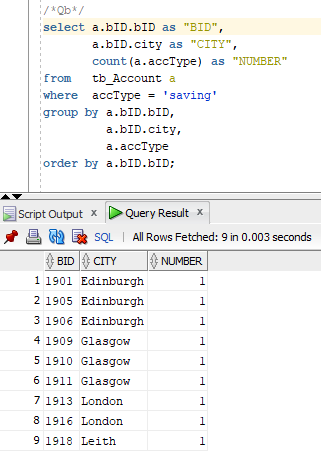 /*Qb*/
select a.bID.bID as "BID",
a.bID.city as "CITY",
count(a.accType) as "NUMBER"
from tb_Account a
where accType = 'saving'
group by a.bID.bID,
a.bID.city,
a.accType
order by a.bID.bID;
Script Output x Query Result x
SQL | All Rows Fetched: 9 in 0.003 seconds
BID CITY NUMBER
1 1901 Edinburgh 1
2 1905 Edinburgh 1
3 1906 Edinburgh 1
4 1909 Glasgow 1
5 1910 Glasgow 1
6 1911 Glasgow 1
7 1913 London 1
8 1916 London 1
9 1918 Leith 1